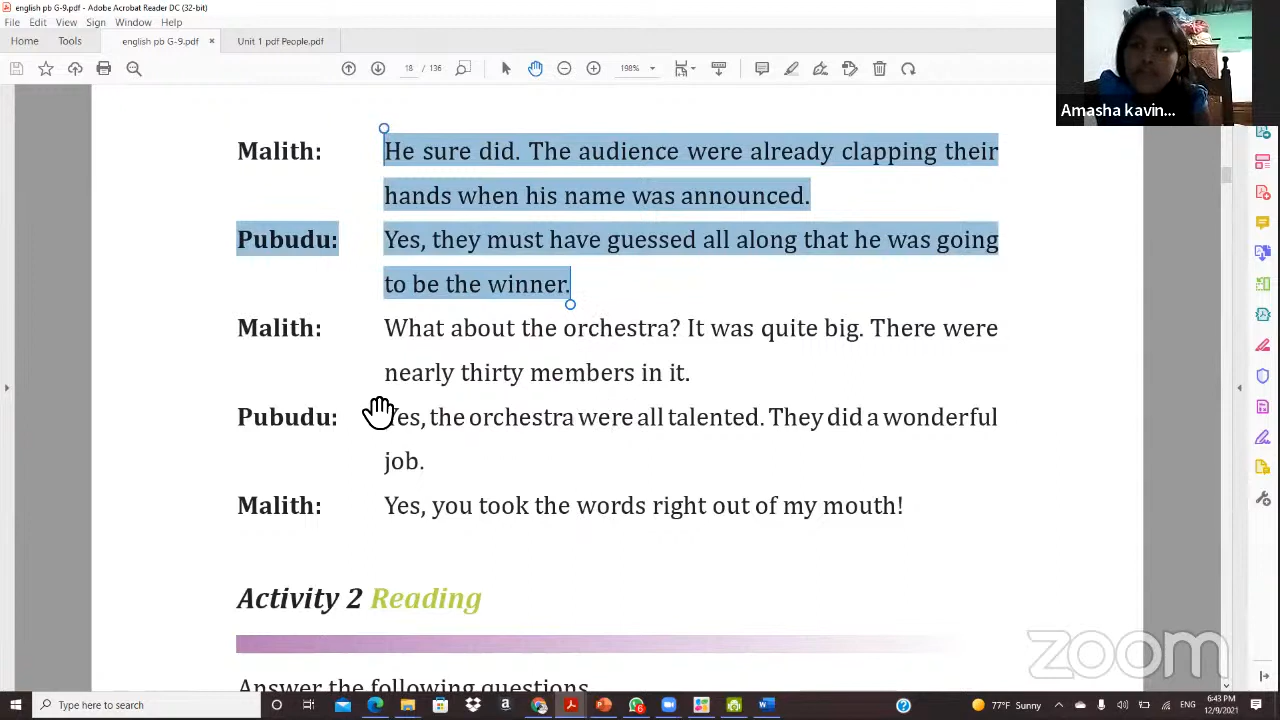 english pb G-9.pdf - Adobe Acrobat Reader DC (32-bit)
File Edit View Sign Window Help
Home Tools english pb G-9.pdf × Unit 1 pdf People.pdf
18 / 136 198%
Amasha kavin...
Malith: He sure did. The audience were already clapping their
hands when his name was announced.
Pubudu: Yes, they must have guessed all along that he was going
to be the winner.
Malith: What about the orchestra? It was quite big. There were
nearly thirty members in it.
Pubudu: Yes, the orchestra were all talented. They did a wonderful
job.
Malith: Yes, you took the words right out of my mouth!
Activity 2 Reading
Answer the following questions
zoom
Type here to search
77°F Sunny
ENG
6:43 PM
12/9/2021